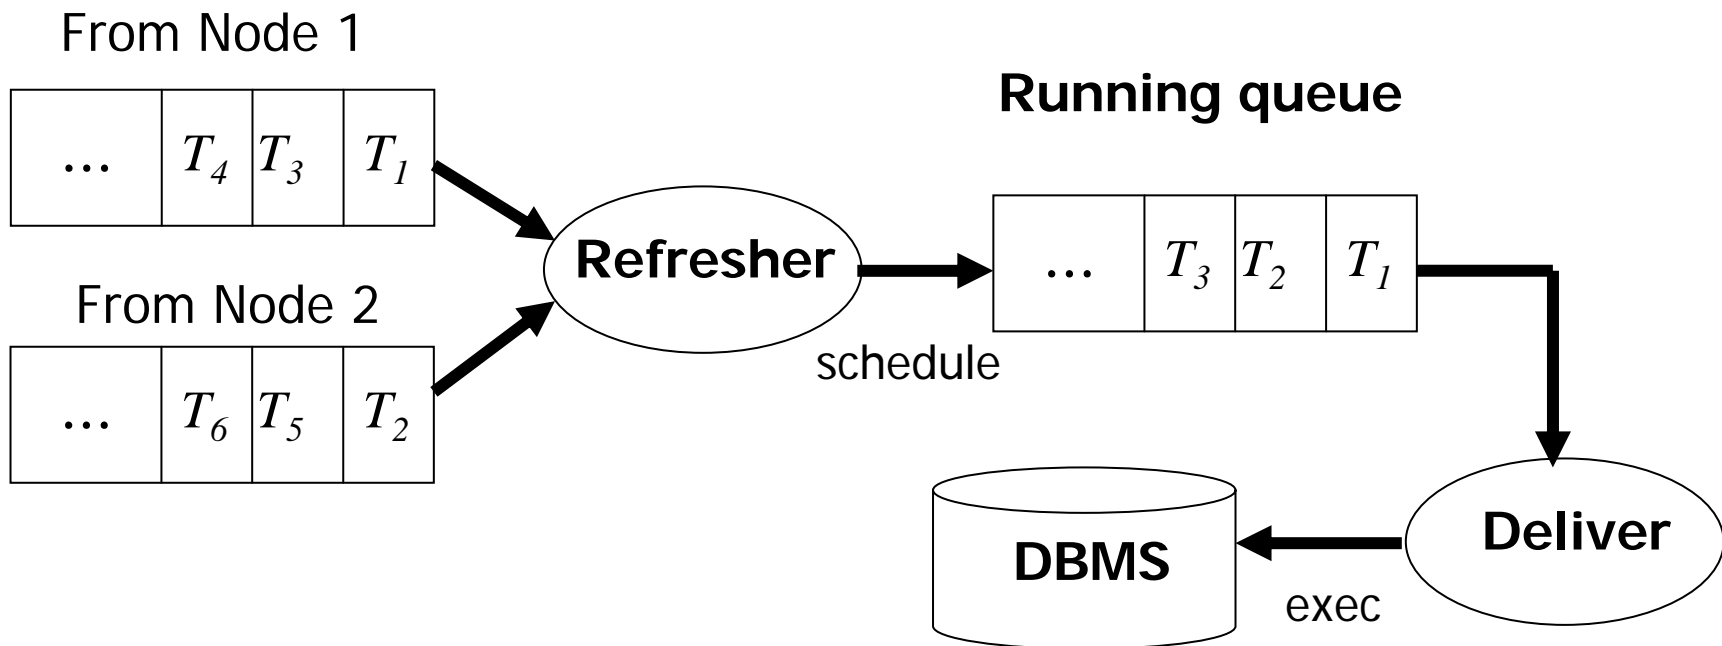 From Node 1
... T4 T3 T1
Running queue
Refresher
... T3 T2 T1
From Node 2
schedule
... T6 T5 T2
Deliver
DBMS
exec